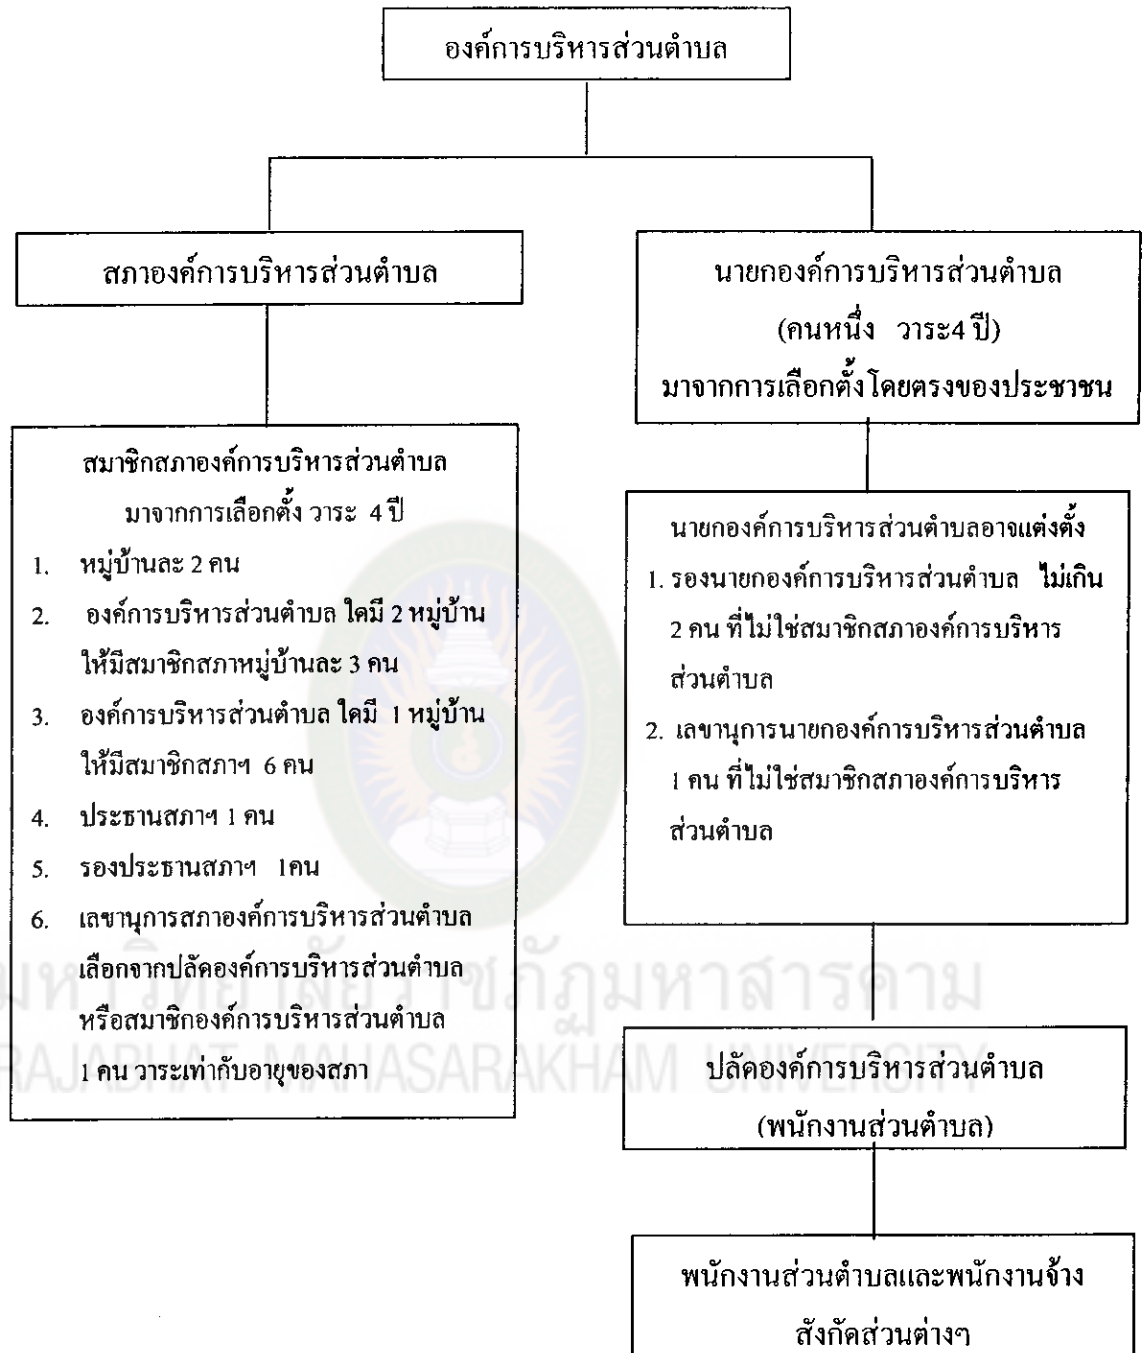 องค์การบริหารส่วนตำบล
สภาองค์การบริหารส่วนตำบล
นายกองค์การบริหารส่วนตำบล
(คนหนึ่ง วาระ4 ปี)
มาจากการเลือกตั้งโดยตรงของประชาชน
สมาชิกสภาองค์การบริหารส่วนตำบล
มาจากการเลือกตั้ง วาระ 4 ปี
1. หมู่บ้านละ 2 คน
2. องค์การบริหารส่วนตำบล ใดมี 2 หมู่บ้าน
ให้มีสมาชิกสภาหมู่บ้านละ 3 คน
3. องค์การบริหารส่วนตำบล ใดมี 1 หมู่บ้าน
ให้มีสมาชิกสภาฯ 6 คน
4. ประธานสภาฯ 1 คน
5. รองประธานสภาฯ 1คน
6. เลขานุการสภาองค์การบริหารส่วนตำบล
เลือกจากปลัดองค์การบริหารส่วนตำบล
หรือสมาชิกองค์การบริหารส่วนตำบล
1 คน วาระเท่ากับอายุของสภา
นายกองค์การบริหารส่วนตำบลอาจแต่งตั้ง
1. รองนายกองค์การบริหารส่วนตำบล ไม่เกิน
2 คน ที่ไม่ใช่สมาชิกสภาองค์การบริหาร
ส่วนตำบล
2. เลขานุการนายกองค์การบริหารส่วนตำบล
1 คน ที่ไม่ใช่สมาชิกสภาองค์การบริหาร
ส่วนตำบล
ปลัดองค์การบริหารส่วนตำบล
(พนักงานส่วนตำบล)
พนักงานส่วนตำบลและพนักงานจ้าง
สังกัดส่วนต่างๆ
มหาวิทยาลัยราชภัฏมหาสารคาม
RAJABHAT MAHASARAKHAM UNIVERSITY